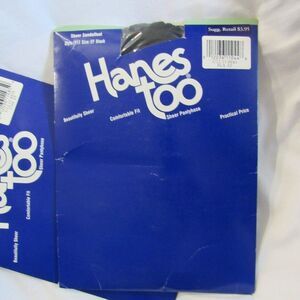 Sheer Sandalfoot
Sugg. Retail $3.95
Hanes
too
Beautifully Sheer
Comfortable Fit
Sheer Pantyhose
Practical Price
Hanes
too
Beautifully Sheer
Comfortable Fit
Sheer Pantyhose